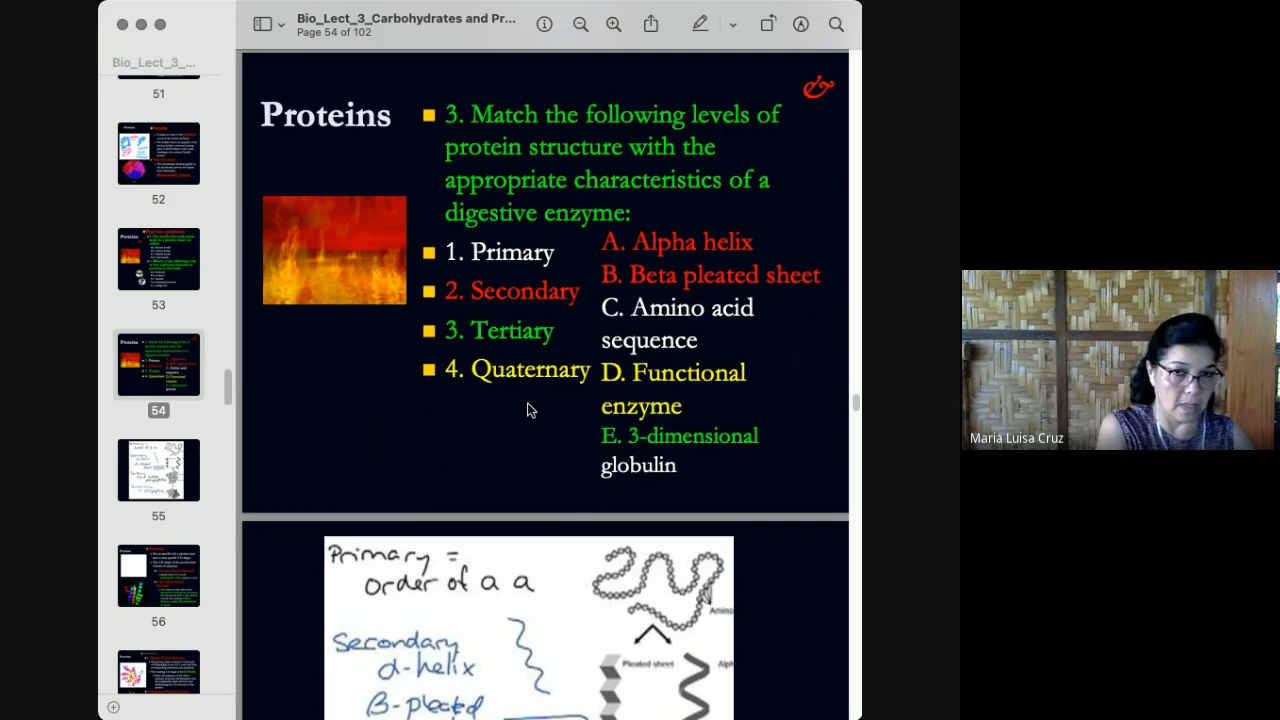 Bio_Lect_3_Carbohydrates and Pr...
Page 54 of 102
Bio_Lect_3_...
51
52
53
54
55
56
Proteins
3. Match the following levels of
protein structure with the
appropriate characteristics of a
digestive enzyme:
1. Primary
2. Secondary
3. Tertiary
4. Quaternary
A. Alpha helix
B. Beta pleated sheet
C. Amino acid
sequence
D. Functional
enzyme
E. 3-dimensional
globulin
&
Primary =
order of a a
Secondary
α-helix
β-pleated
Amino
Pleated sheet
Alph
Maria Luisa Cruz